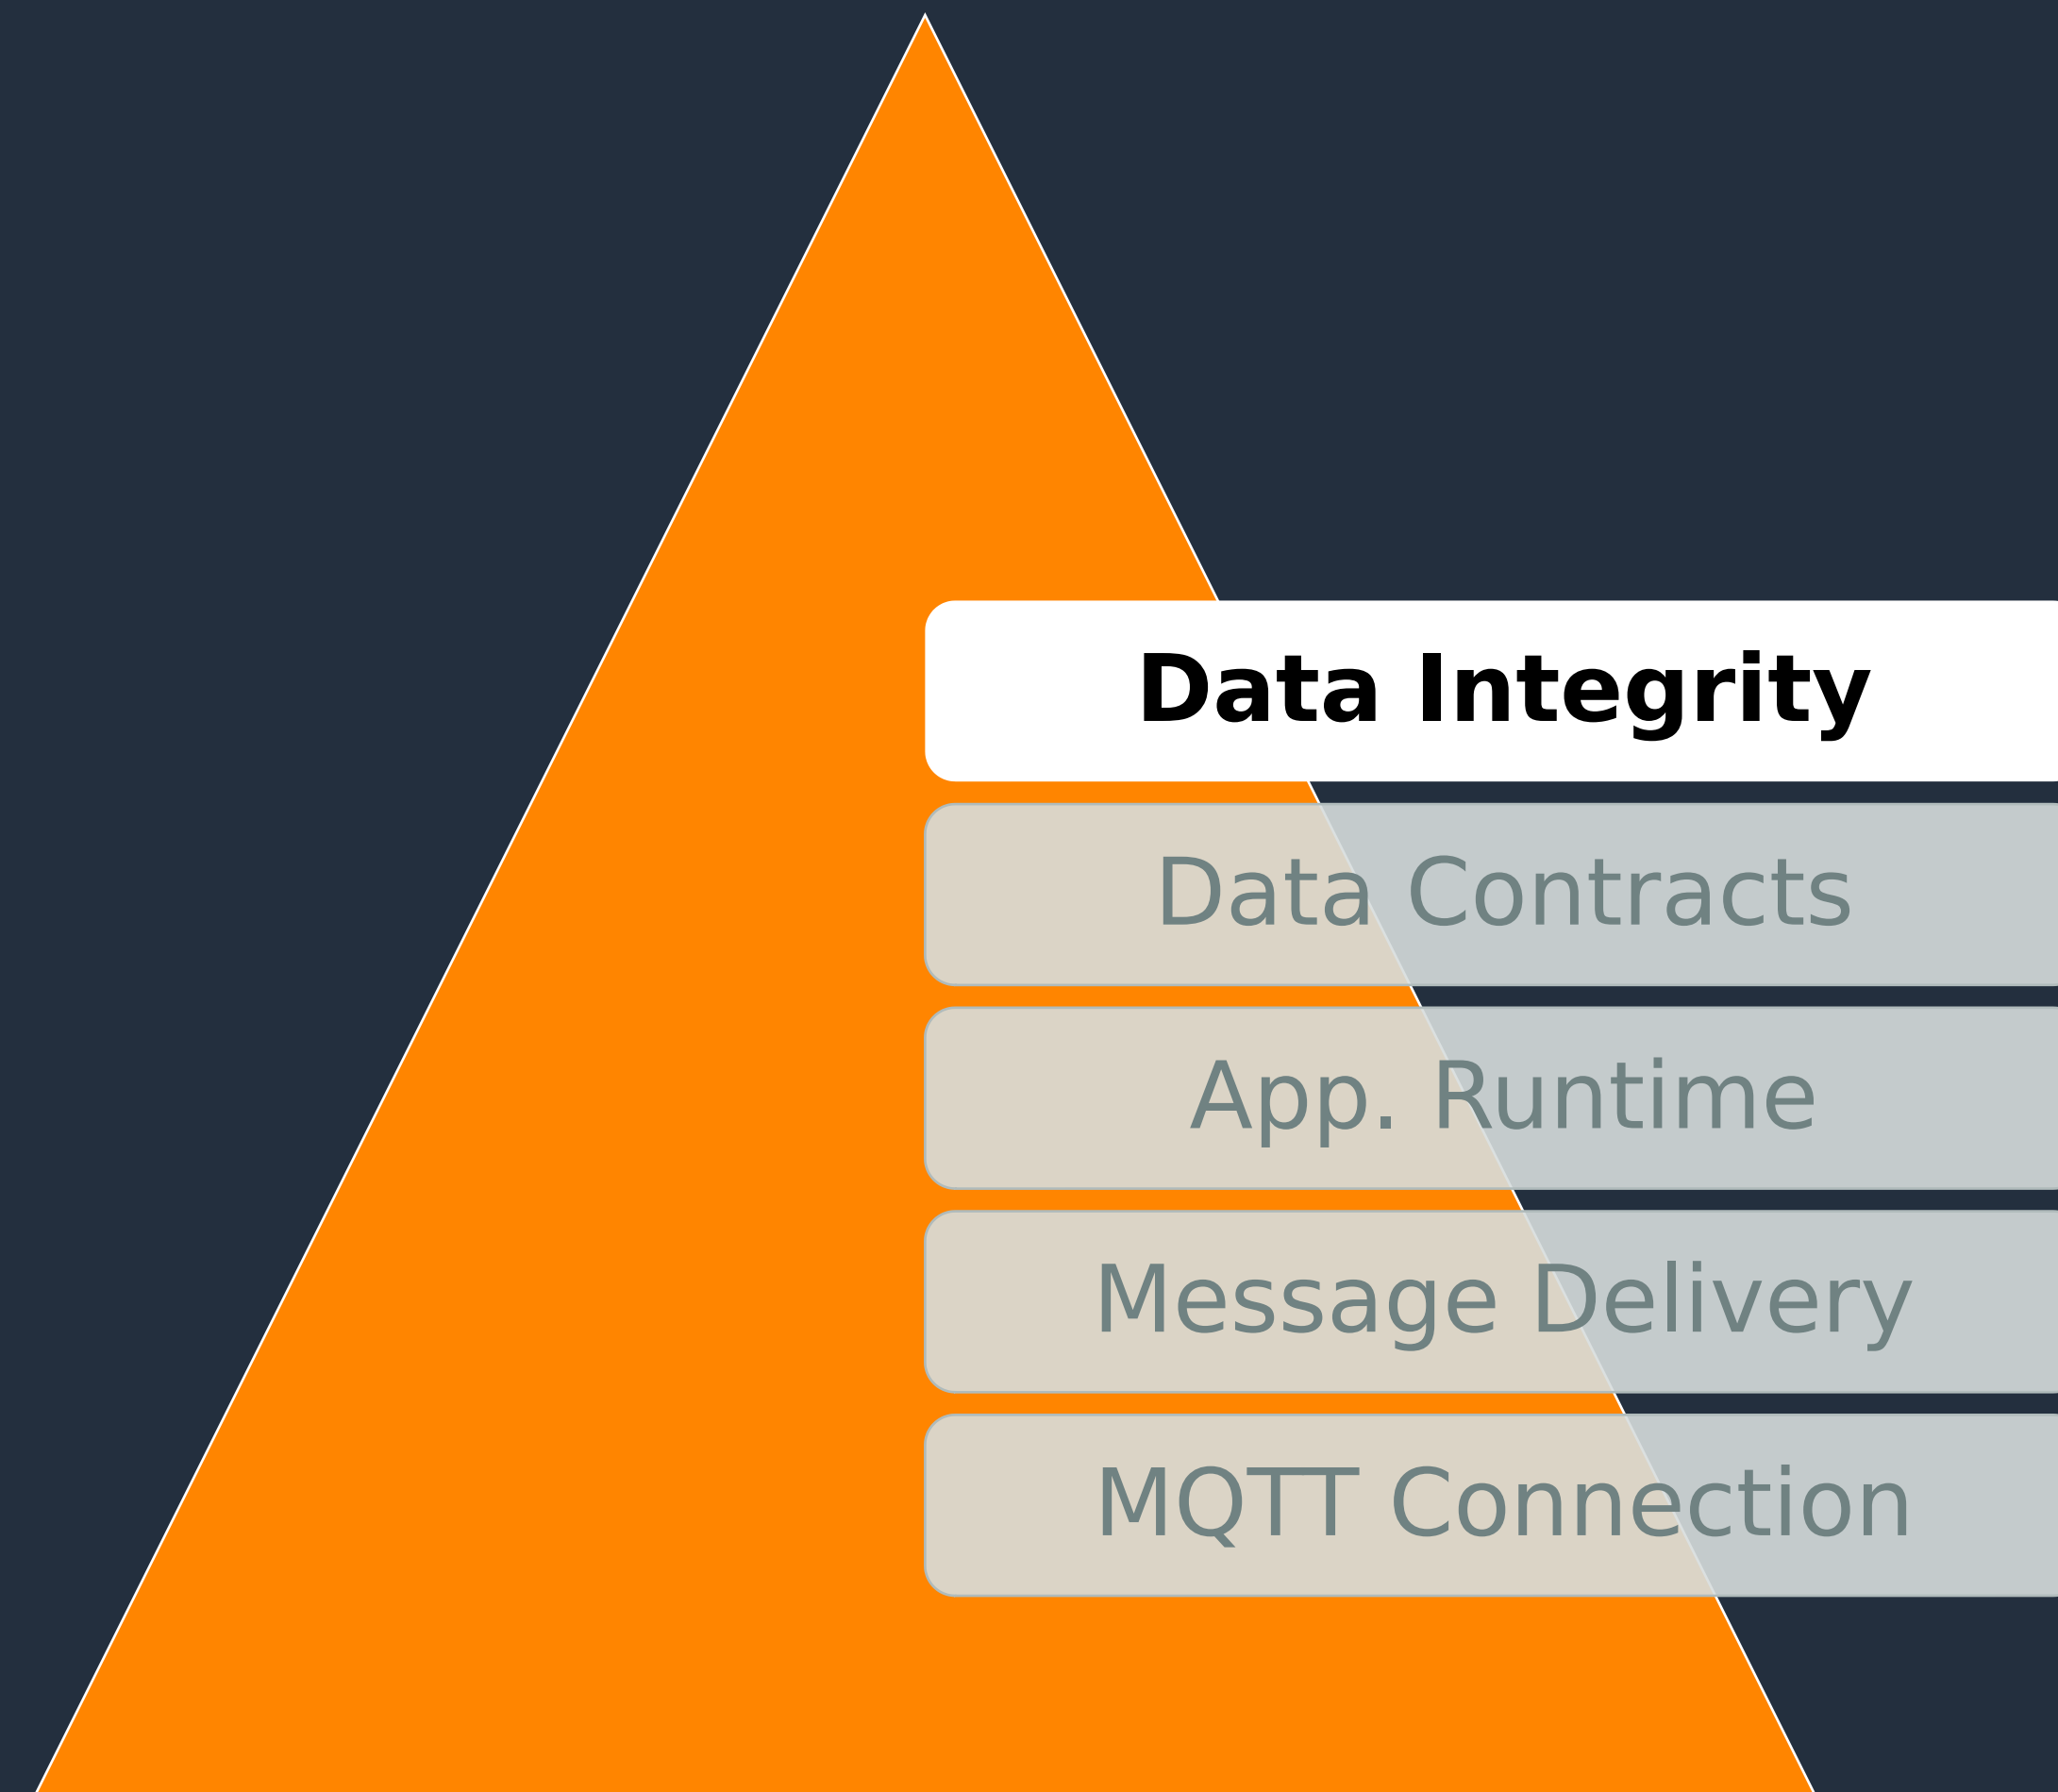 Data Integrity
Data Contracts
App. Runtime
Message Delivery
MQTT Connection